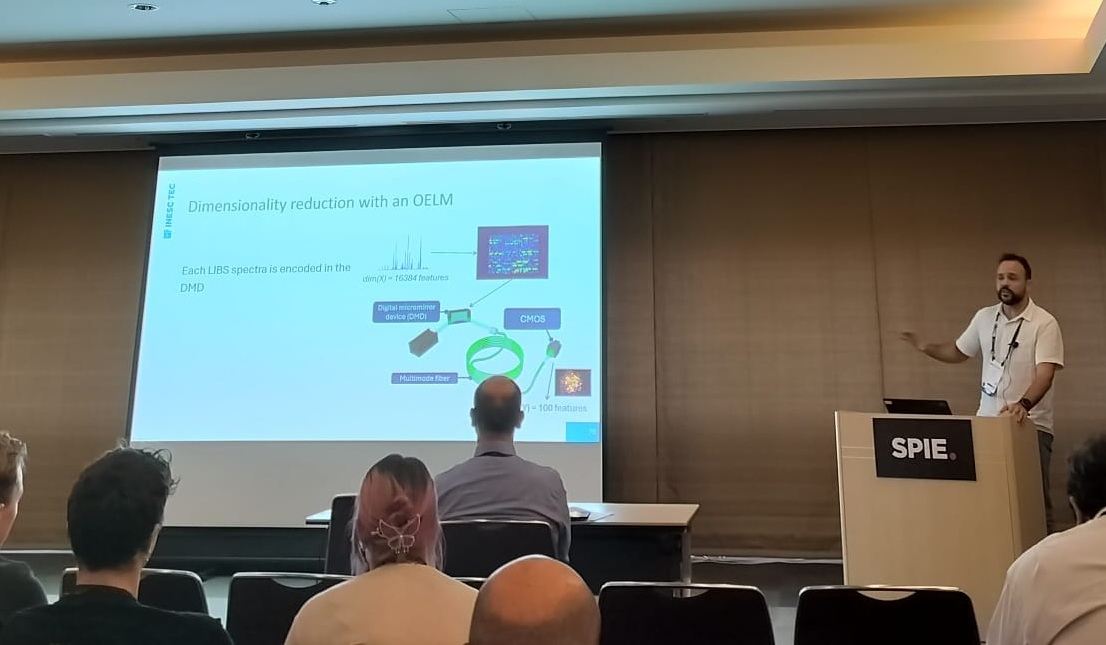 INESC TEC
Dimensionality reduction with an OELM
Each LIBS spectra is encoded in the
DMD
dim(X) = 16384 features
Digital micromirror
device (DMD)
CMOS
Multimode fiber
Y) = 100 features
SPIE.